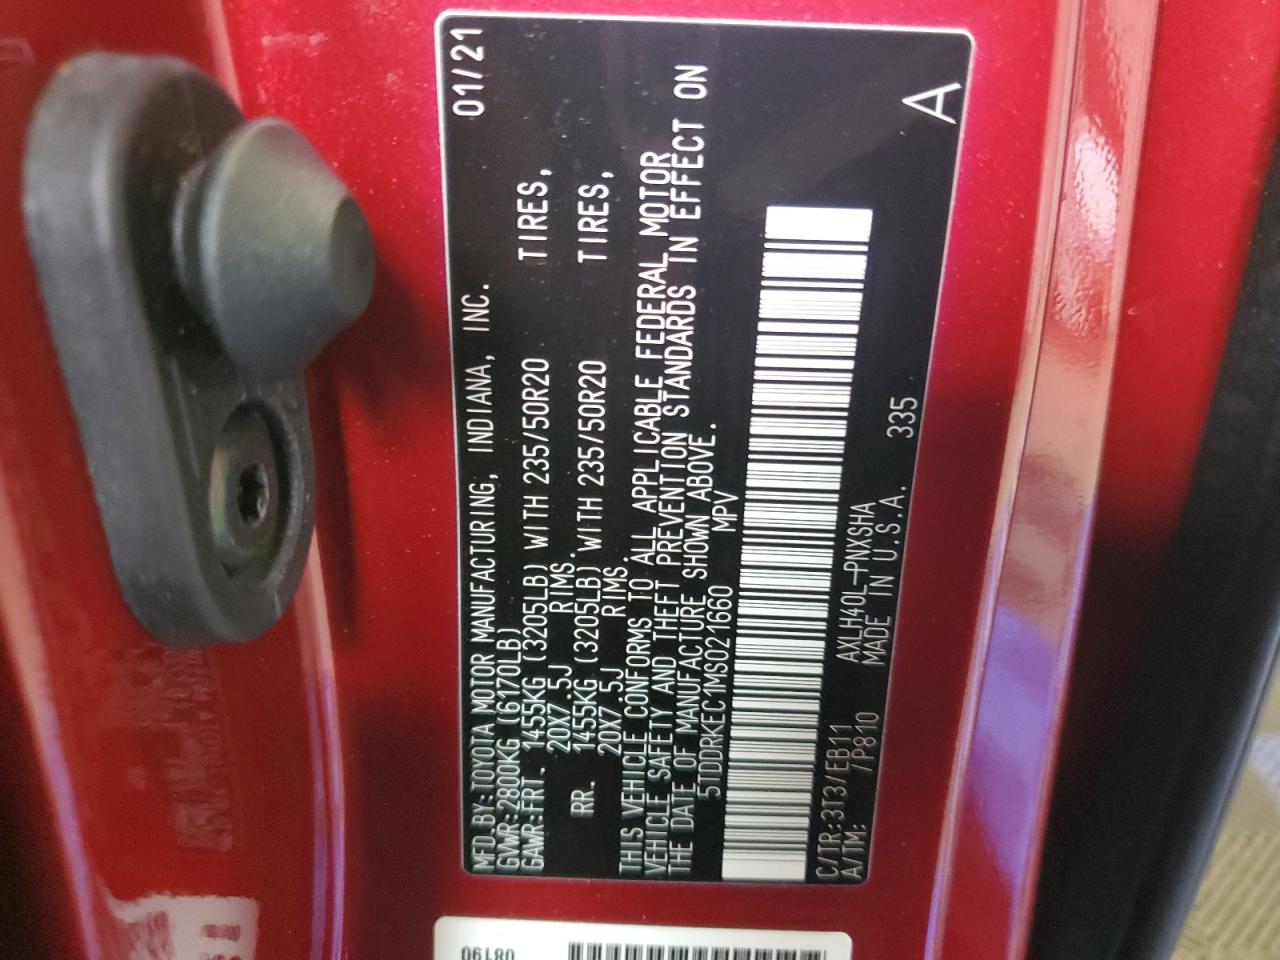 MFD.BY:TOYOTA MOTOR MANUFACTURING, INDIANA, INC. 01/21
GVWR:2800KG (6170LB)
GAWR:FRT. 1455KG (3205LB) WITH 235/50R20 TIRES,
20X7.5J RIMS.
RR. 1455KG (3205LB) WITH 235/50R20 TIRES,
20X7.5J RIMS.
THIS VEHICLE CONFORMS TO ALL APPLICABLE FEDERAL MOTOR
VEHICLE SAFETY AND THEFT PREVENTION STANDARDS IN EFFECT ON
THE DATE OF MANUFACTURE SHOWN ABOVE.
5TDDRKEC1MS021660 MPV
C/TR:3T3/EB11 AXLH40L-PNXSHA
A/TM: /P810 MADE IN U.S.A. 335 A
08190